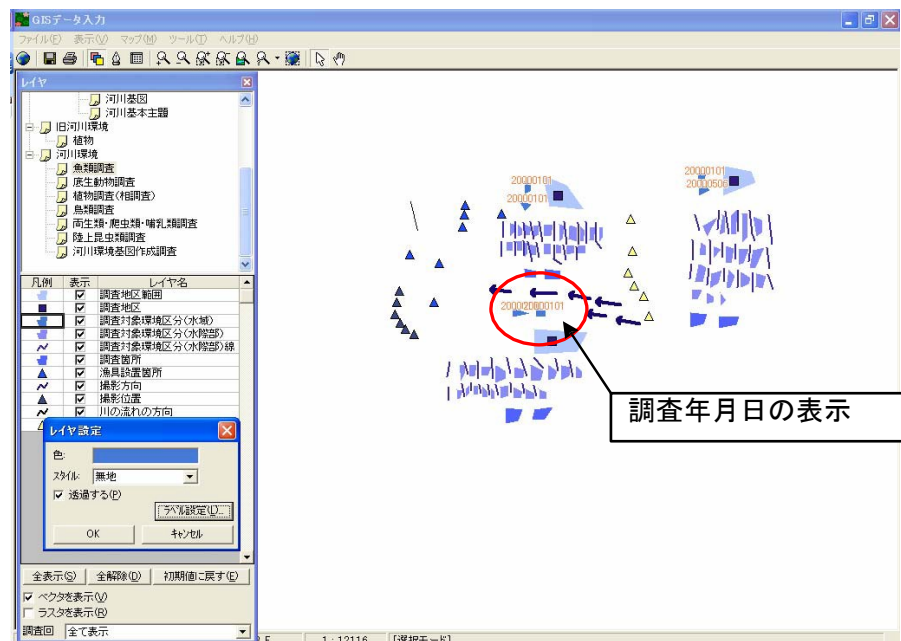 GISデータ入力
ファイル(F) 表示(V) マップ(M) ツール(T) ヘルプ(H)
レイヤ
河川基図
河川基本主題
旧河川環境
植物
河川環境
魚類調査
底生動物調査
植物調査(相調査)
鳥類調査
両生類・爬虫類・哺乳類調査
陸上昆虫類調査
河川環境基図作成調査
凡例 表示 レイヤ名
調査地区範囲
調査地区
調査対象環境区分(水域)
調査対象環境区分(水際部)
調査対象環境区分(水際部)線
調査箇所
漁具設置箇所
撮影方向
撮影位置
川の流れの方向
レイヤ設定
色:
スタイル: 無地
透過する(P)
ラベル設定(L)...
OK キャンセル
全表示(S) 全解除(D) 初期値に戻す(E)
ベクタを表示(V)
ラスタを表示(R)
調査回 全て表示
20000101
20000101
20000101
20000506
20000101
調査年月日の表示
1 : 12116 [選択モード]